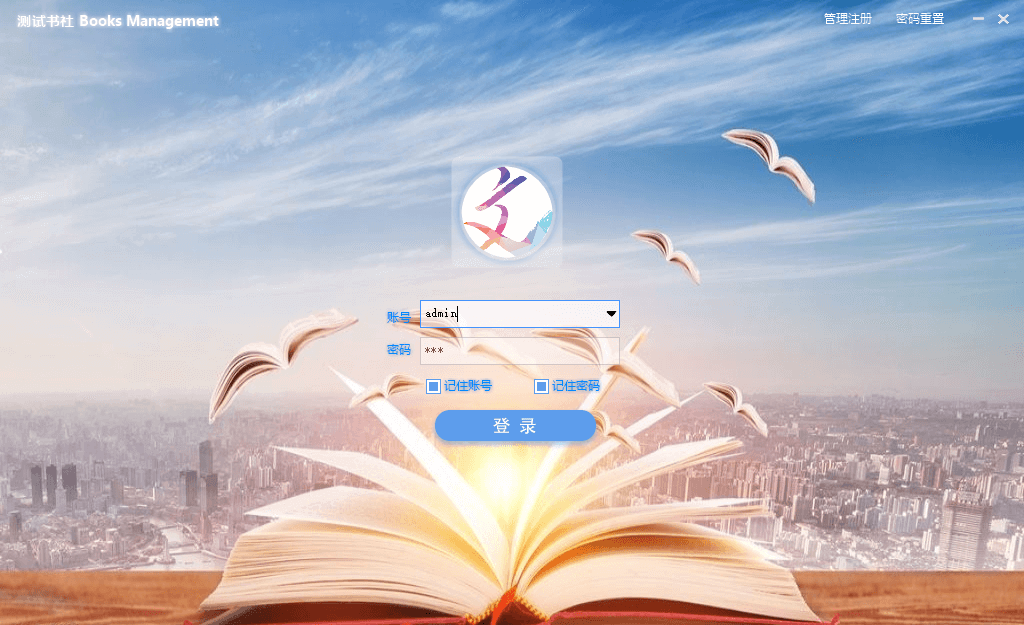 测试书社 Books Management
管理注册 密码重置
账号 admin
密码 ***
记住账号 记住密码
登 录